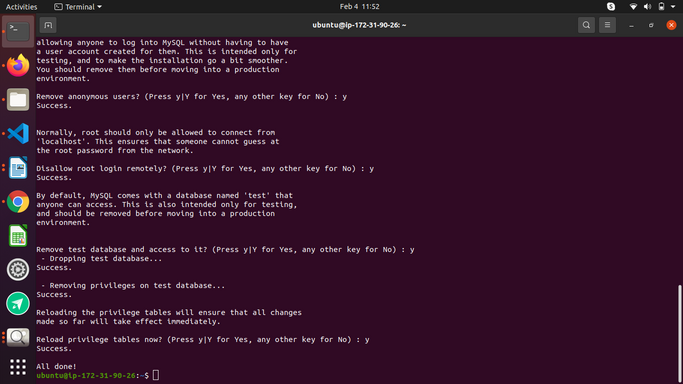 Activities
Terminal
Feb 4 11:52
ubuntu@ip-172-31-90-26: ~
allowing anyone to log into MySQL without having to have
a user account created for them. This is intended only for
testing, and to make the installation go a bit smoother.
You should remove them before moving into a production
environment.
Remove anonymous users? (Press y|Y for Yes, any other key for No) : y
Success.
Normally, root should only be allowed to connect from
'localhost'. This ensures that someone cannot guess at
the root password from the network.
Disallow root login remotely? (Press y|Y for Yes, any other key for No) : y
Success.
By default, MySQL comes with a database named 'test' that
anyone can access. This is also intended only for testing,
and should be removed before moving into a production
environment.
Remove test database and access to it? (Press y|Y for Yes, any other key for No) : y
- Dropping test database...
Success.
- Removing privileges on test database...
Success.
Reloading the privilege tables will ensure that all changes
made so far will take effect immediately.
Reload privilege tables now? (Press y|Y for Yes, any other key for No) : y
Success.
All done!
ubuntu@ip-172-31-90-26:~$